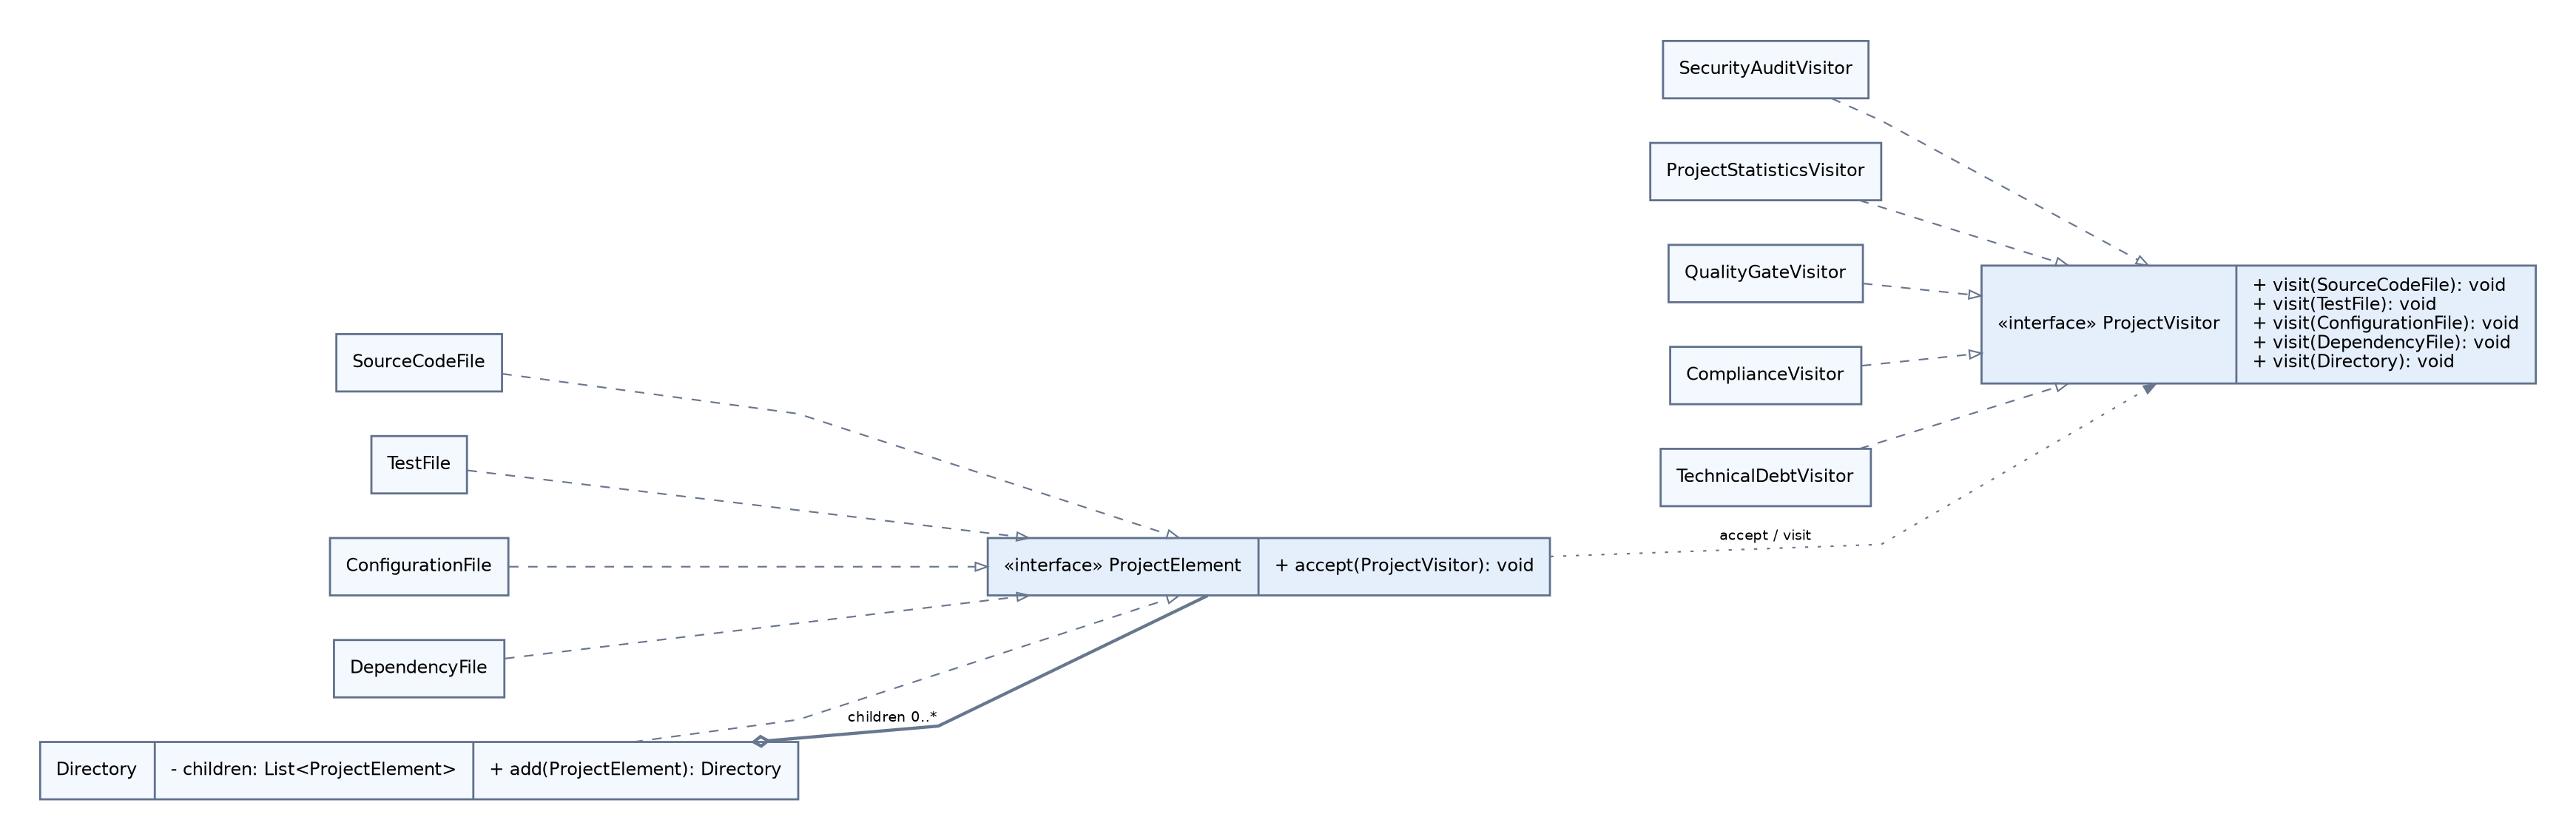 SecurityAuditVisitor
ProjectStatisticsVisitor
QualityGateVisitor
ComplianceVisitor
TechnicalDebtVisitor
«interface» ProjectVisitor
+ visit(SourceCodeFile): void
+ visit(TestFile): void
+ visit(ConfigurationFile): void
+ visit(DependencyFile): void
+ visit(Directory): void
SourceCodeFile
TestFile
ConfigurationFile
DependencyFile
«interface» ProjectElement
+ accept(ProjectVisitor): void
accept / visit
children 0..*
Directory
- children: List<ProjectElement>
+ add(ProjectElement): Directory